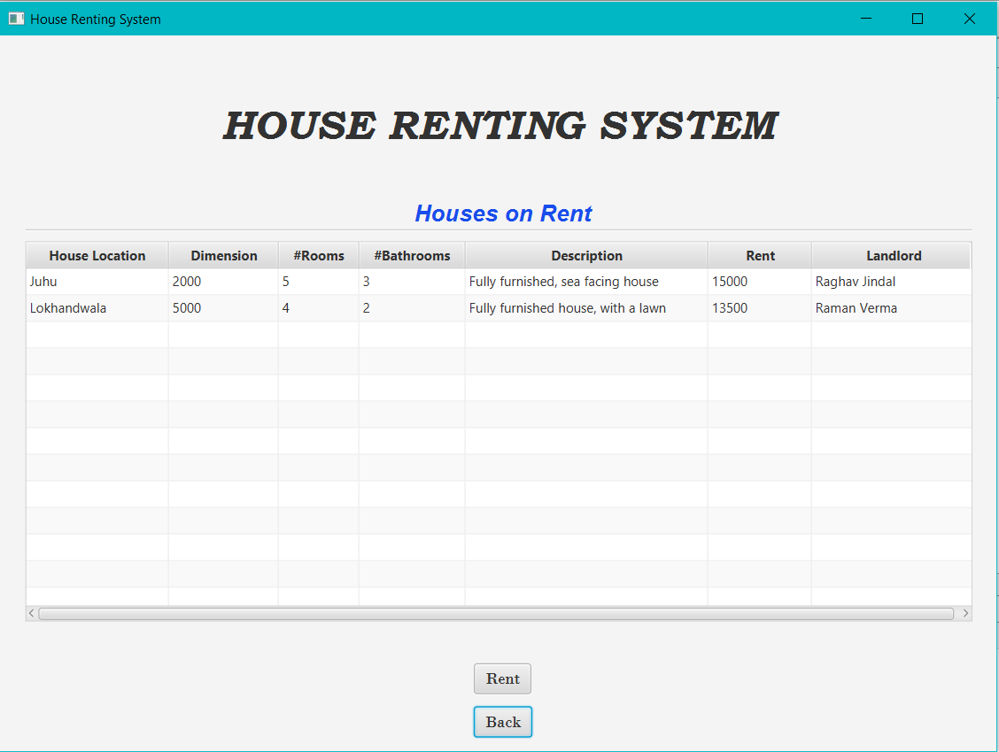 House Renting System
HOUSE RENTING SYSTEM
Houses on Rent
House Location Dimension #Rooms #Bathrooms Description Rent Landlord
Juhu 2000 5 3 Fully furnished, sea facing house 15000 Raghav Jindal
Lokhandwala 5000 4 2 Fully furnished house, with a lawn 13500 Raman Verma
Rent
Back